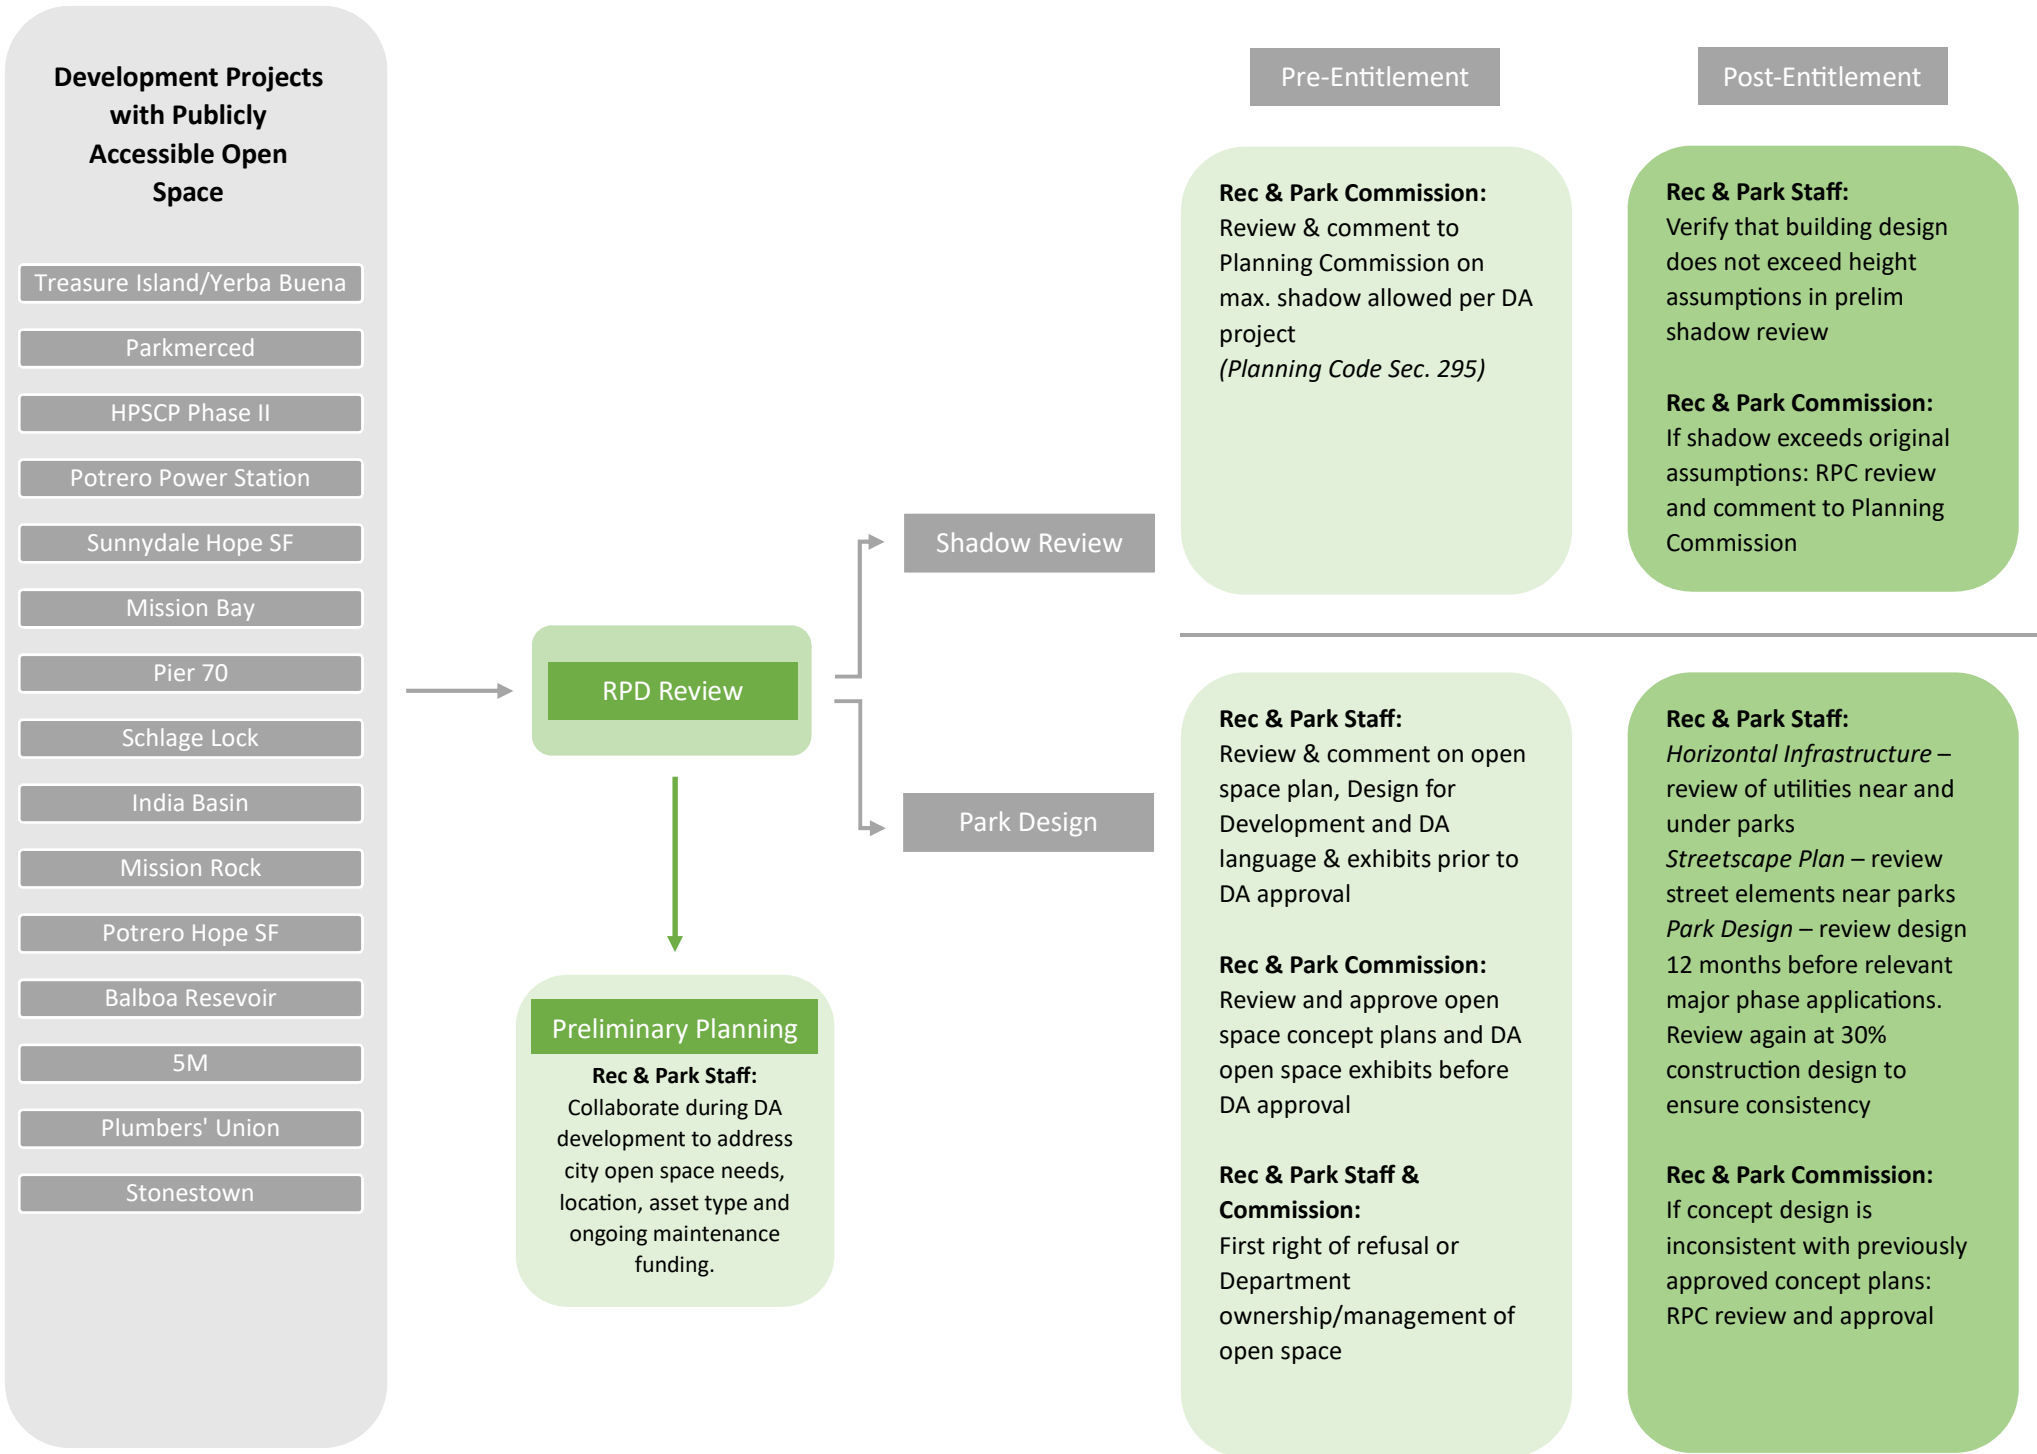 Development Projects
with Publicly
Accessible Open
Space
Treasure Island/Yerba Buena
Parkmerced
HPSCP Phase II
Potrero Power Station
Sunnydale Hope SF
Mission Bay
Pier 70
Schlage Lock
India Basin
Mission Rock
Potrero Hope SF
Balboa Resevoir
5M
Plumbers' Union
Stonestown
RPD Review
Preliminary Planning
Rec & Park Staff:
Collaborate during DA
development to address
city open space needs,
location, asset type and
ongoing maintenance
funding.
Shadow Review
Park Design
Pre-Entitlement
Rec & Park Commission:
Review & comment to
Planning Commission on
max. shadow allowed per DA
project
(Planning Code Sec. 295)
Post-Entitlement
Rec & Park Staff:
Verify that building design
does not exceed height
assumptions in prelim
shadow review
Rec & Park Commission:
If shadow exceeds original
assumptions: RPC review
and comment to Planning
Commission
Rec & Park Staff:
Review & comment on open
space plan, Design for
Development and DA
language & exhibits prior to
DA approval
Rec & Park Commission:
Review and approve open
space concept plans and DA
open space exhibits before
DA approval
Rec & Park Staff &
Commission:
First right of refusal or
Department
ownership/management of
open space
Rec & Park Staff:
Horizontal Infrastructure –
review of utilities near and
under parks
Streetscape Plan – review
street elements near parks
Park Design – review design
12 months before relevant
major phase applications.
Review again at 30%
construction design to
ensure consistency
Rec & Park Commission:
If concept design is
inconsistent with previously
approved concept plans:
RPC review and approval